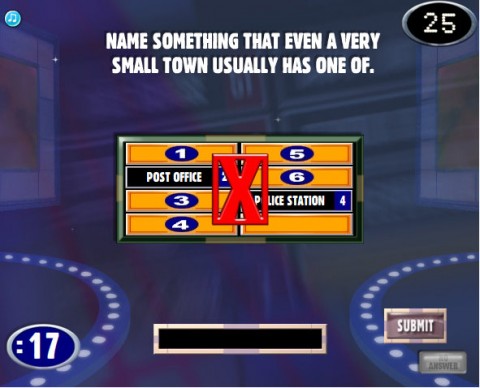 25
NAME SOMETHING THAT EVEN A VERY
SMALL TOWN USUALLY HAS ONE OF.
1
5
POST OFFICE
X
6
3
POLICE STATION 4
4
:17
SUBMIT
ANSWER